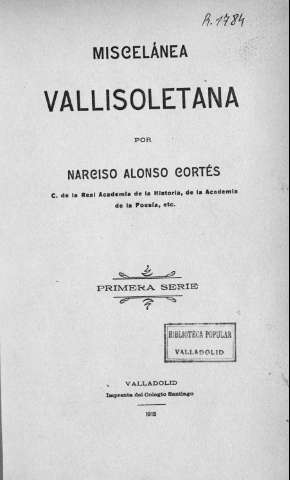 R.1784
MISCELÁNEA
VALLISOLETANA
POR
NARCISO ALONSO CORTÉS
C. de la Real Academia de la Historia, de la Academia
de la Poesía, etc.
PRIMERA SERIE
BIBLIOTECA POPULAR
VALLADOLID
VALLADOLID
Imprenta del Colegio Santiago